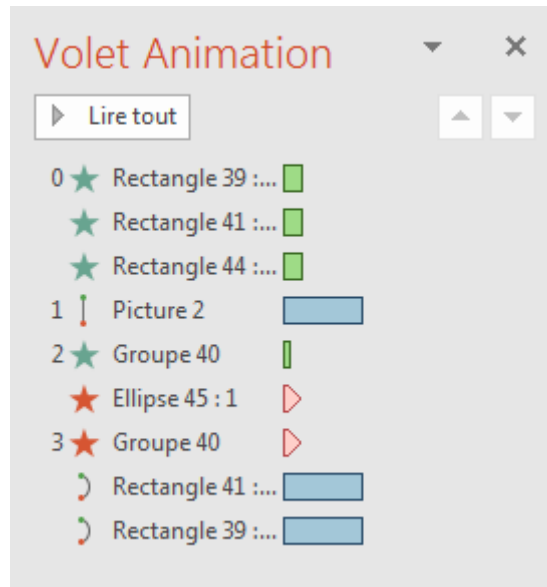 Volet Animation
Lire tout
0 Rectangle 39 :...
Rectangle 41 :...
Rectangle 44 :...
1 Picture 2
2 Groupe 40
Ellipse 45 : 1
3 Groupe 40
Rectangle 41 :...
Rectangle 39 :...